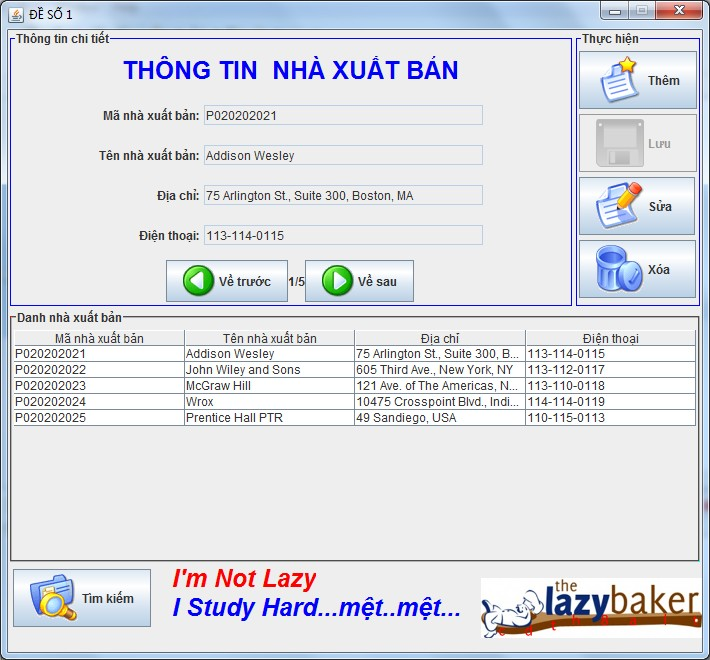 ĐỀ SỐ 1
Thông tin chi tiết
THÔNG TIN NHÀ XUẤT BẢN
Mã nhà xuất bản: P020202021
Tên nhà xuất bản: Addison Wesley
Địa chỉ: 75 Arlington St., Suite 300, Boston, MA
Điện thoại: 113-114-0115
Về trước 1/5 Về sau
Thực hiện
Thêm
Lưu
Sửa
Xóa
Danh nhà xuất bản
Mã nhà xuất bản Tên nhà xuất bản Địa chỉ Điện thoại
P020202021 Addison Wesley 75 Arlington St., Suite 300, B... 113-114-0115
P020202022 John Wiley and Sons 605 Third Ave., New York, NY 113-112-0117
P020202023 McGraw Hill 121 Ave. of The Americas, N... 113-110-0118
P020202024 Wrox 10475 Crosspoint Blvd., Indi... 114-114-0119
P020202025 Prentice Hall PTR 49 Sandiego, USA 110-115-0113
Tìm kiếm
I'm Not Lazy
I Study Hard...mệt..mệt...
the
lazybaker